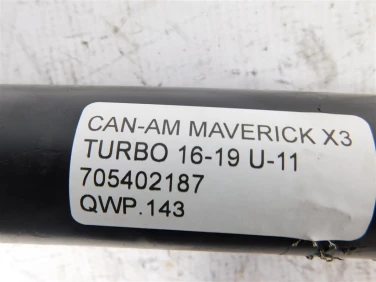 CAN-AM MAVERICK X3
TURBO 16-19 U-11
705402187
QWP.143